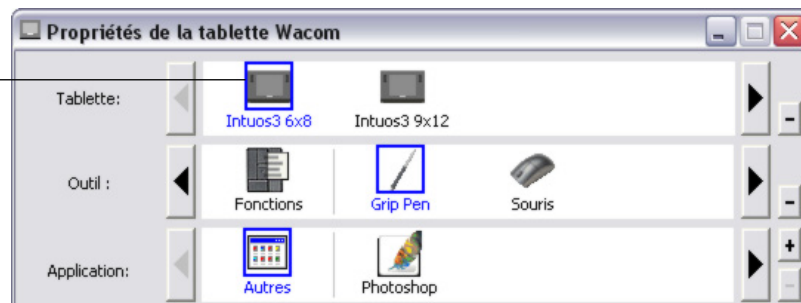 Propriétés de la tablette Wacom
Tablette:
Intuos3 6x8 Intuos3 9x12
Outil :
Fonctions Grip Pen Souris
Application:
Autres Photoshop